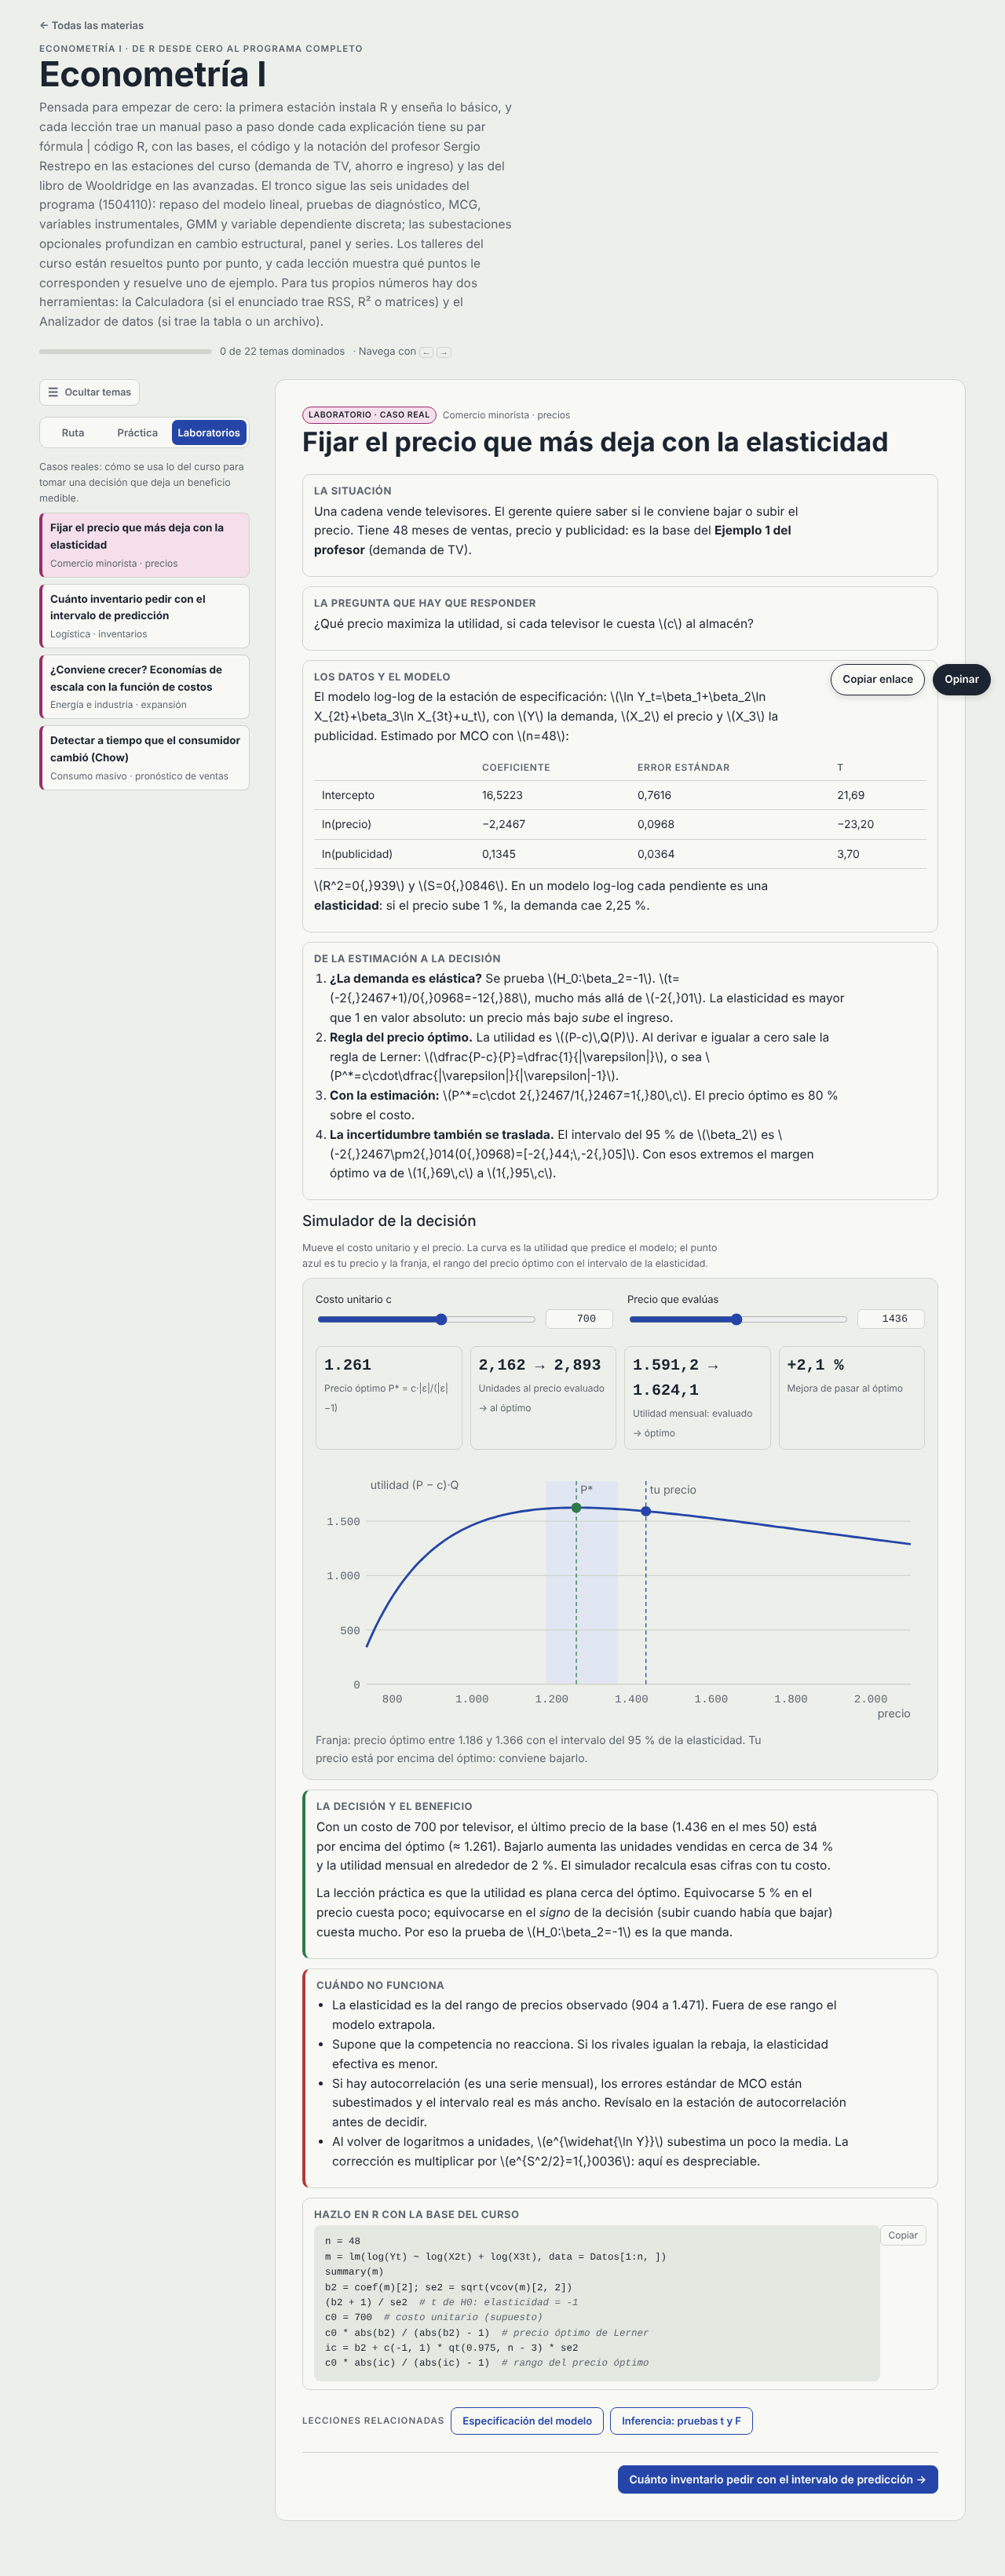 ← Todas las materias
ECONOMETRÍA I · DE R DESDE CERO AL PROGRAMA COMPLETO
Econometría I
Pensada para empezar de cero: la primera estación instala R y enseña lo básico, y
cada lección trae un manual paso a paso donde cada explicación tiene su par
fórmula | código R, con las bases, el código y la notación del profesor Sergio
Restrepo en las estaciones del curso (demanda de TV, ahorro e ingreso) y las del
libro de Wooldridge en las avanzadas. El tronco sigue las seis unidades del
programa (1504110): repaso del modelo lineal, pruebas de diagnóstico, MCG,
variables instrumentales, GMM y variable dependiente discreta; las subestaciones
opcionales profundizan en cambio estructural, panel y series. Los talleres del
curso están resueltos punto por punto, y cada lección muestra qué puntos le
corresponden y resuelve uno de ejemplo. Para tus propios números hay dos
herramientas: la Calculadora (si el enunciado trae RSS, R² o matrices) y el
Analizador de datos (si trae la tabla o un archivo).
0 de 22 temas dominados · Navega con ← →
☰ Ocultar temas
Ruta Práctica Laboratorios
Casos reales: cómo se usa lo del curso para
tomar una decisión que deja un beneficio
medible.
Fijar el precio que más deja con la
elasticidad
Comercio minorista · precios
Cuánto inventario pedir con el
intervalo de predicción
Logística · inventarios
¿Conviene crecer? Economías de
escala con la función de costos
Energía e industria · expansión
Detectar a tiempo que el consumidor
cambió (Chow)
Consumo masivo · pronóstico de ventas
LABORATORIO · CASO REAL Comercio minorista · precios
Fijar el precio que más deja con la elasticidad
LA SITUACIÓN
Una cadena vende televisores. El gerente quiere saber si le conviene bajar o subir el
precio. Tiene 48 meses de ventas, precio y publicidad: es la base del Ejemplo 1 del
profesor (demanda de TV).
LA PREGUNTA QUE HAY QUE RESPONDER
¿Qué precio maximiza la utilidad, si cada televisor le cuesta \(c\) al almacén?
Copiar enlace Opinar
LOS DATOS Y EL MODELO
El modelo log-log de la estación de especificación: \(\ln Y_t=\beta_1+\beta_2\ln
X_{2t}+\beta_3\ln X_{3t}+u_t\), con \(Y\) la demanda, \(X_2\) el precio y \(X_3\) la
publicidad. Estimado por MCO con \(n=48\):
COEFICIENTE ERROR ESTÁNDAR T
Intercepto 16,5223 0,7616 21,69
ln(precio) −2,2467 0,0968 −23,20
ln(publicidad) 0,1345 0,0364 3,70
\(R^2=0{,}939\) y \(S=0{,}0846\). En un modelo log-log cada pendiente es una
elasticidad: si el precio sube 1 %, la demanda cae 2,25 %.
DE LA ESTIMACIÓN A LA DECISIÓN
1. ¿La demanda es elástica? Se prueba \(H_0:\beta_2=-1\). \(t=
(-2{,}2467+1)/0{,}0968=-12{,}88\), mucho más allá de \(-2{,}01\). La elasticidad es mayor
que 1 en valor absoluto: un precio más bajo sube el ingreso.
2. Regla del precio óptimo. La utilidad es \((P-c)\,Q(P)\). Al derivar e igualar a cero sale la
regla de Lerner: \(\dfrac{P-c}{P}=\dfrac{1}{|\varepsilon|}\), o sea \
(P^*=c\cdot\dfrac{|\varepsilon|}{|\varepsilon|-1}\).
3. Con la estimación: \(P^*=c\cdot 2{,}2467/1{,}2467=1{,}80\,c\). El precio óptimo es 80 %
sobre el costo.
4. La incertidumbre también se traslada. El intervalo del 95 % de \(\beta_2\) es \
(-2{,}2467\pm2{,}014(0{,}0968)=[-2{,}44;\,-2{,}05]\). Con esos extremos el margen
óptimo va de \(1{,}69\,c\) a \(1{,}95\,c\).
Simulador de la decisión
Mueve el costo unitario y el precio. La curva es la utilidad que predice el modelo; el punto
azul es tu precio y la franja, el rango del precio óptimo con el intervalo de la elasticidad.
Costo unitario c Precio que evalúas
700 1436
1.261
Precio óptimo P* = c·|ε|/(|ε|
−1)
2,162 → 2,893
Unidades al precio evaluado
→ al óptimo
1.591,2 →
1.624,1
Utilidad mensual: evaluado
→ óptimo
+2,1 %
Mejora de pasar al óptimo
utilidad (P − c)·Q
P* tu precio
1.500
1.000
500
0
800 1.000 1.200 1.400 1.600 1.800 2.000
precio
Franja: precio óptimo entre 1.186 y 1.366 con el intervalo del 95 % de la elasticidad. Tu
precio está por encima del óptimo: conviene bajarlo.
LA DECISIÓN Y EL BENEFICIO
Con un costo de 700 por televisor, el último precio de la base (1.436 en el mes 50) está
por encima del óptimo (≈ 1.261). Bajarlo aumenta las unidades vendidas en cerca de 34 %
y la utilidad mensual en alrededor de 2 %. El simulador recalcula esas cifras con tu costo.
La lección práctica es que la utilidad es plana cerca del óptimo. Equivocarse 5 % en el
precio cuesta poco; equivocarse en el signo de la decisión (subir cuando había que bajar)
cuesta mucho. Por eso la prueba de \(H_0:\beta_2=-1\) es la que manda.
CUÁNDO NO FUNCIONA
• La elasticidad es la del rango de precios observado (904 a 1.471). Fuera de ese rango el
modelo extrapola.
• Supone que la competencia no reacciona. Si los rivales igualan la rebaja, la elasticidad
efectiva es menor.
• Si hay autocorrelación (es una serie mensual), los errores estándar de MCO están
subestimados y el intervalo real es más ancho. Revísalo en la estación de autocorrelación
antes de decidir.
• Al volver de logaritmos a unidades, \(e^{\widehat{\ln Y}}\) subestima un poco la media. La
corrección es multiplicar por \(e^{S^2/2}=1{,}0036\): aquí es despreciable.
HAZLO EN R CON LA BASE DEL CURSO
Copiar
n = 48
m = lm(log(Yt) ~ log(X2t) + log(X3t), data = Datos[1:n, ])
summary(m)
b2 = coef(m)[2]; se2 = sqrt(vcov(m)[2, 2])
(b2 + 1) / se2 # t de H0: elasticidad = -1
c0 = 700 # costo unitario (supuesto)
c0 * abs(b2) / (abs(b2) - 1) # precio óptimo de Lerner
ic = b2 + c(-1, 1) * qt(0.975, n - 3) * se2
c0 * abs(ic) / (abs(ic) - 1) # rango del precio óptimo
LECCIONES RELACIONADAS Especificación del modelo Inferencia: pruebas t y F
Cuánto inventario pedir con el intervalo de predicción →